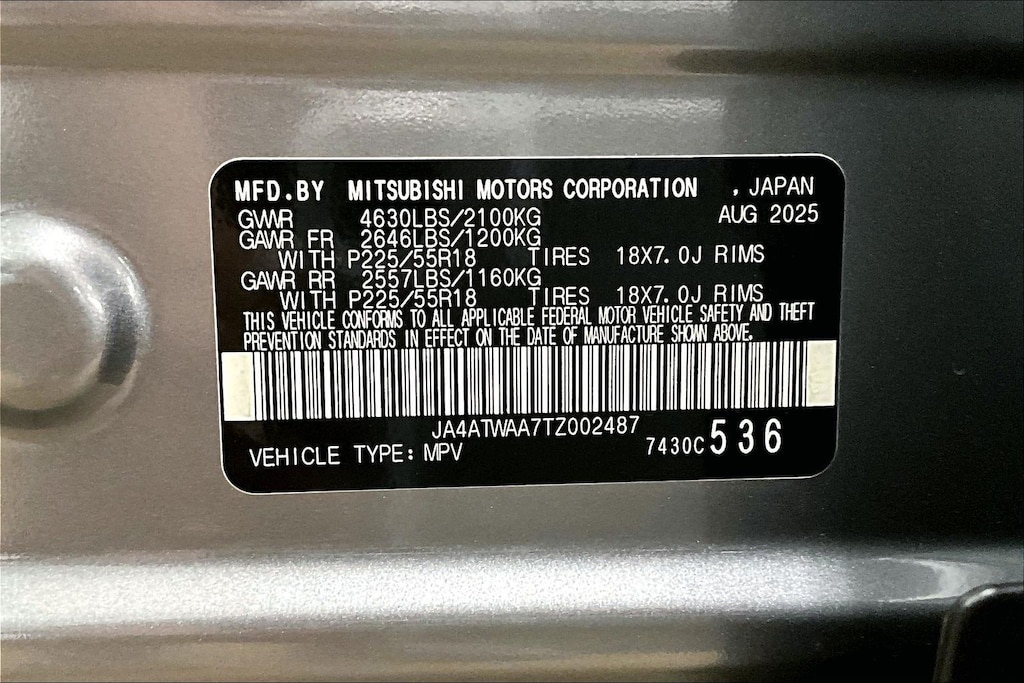 MFD.BY MITSUBISHI MOTORS CORPORATION , JAPAN
GVWR 4630LBS/2100KG AUG 2025
GAWR FR 2646LBS/1200KG
WITH P225/55R18 TIRES 18X7.0J RIMS
GAWR RR 2557LBS/1160KG
WITH P225/55R18 TIRES 18X7.0J RIMS
THIS VEHICLE CONFORMS TO ALL APPLICABLE FEDERAL MOTOR VEHICLE SAFETY AND THEFT
PREVENTION STANDARDS IN EFFECT ON THE DATE OF MANUFACTURE SHOWN ABOVE.
JA4ATWAA7TZ002487
VEHICLE TYPE: MPV 7430C 536